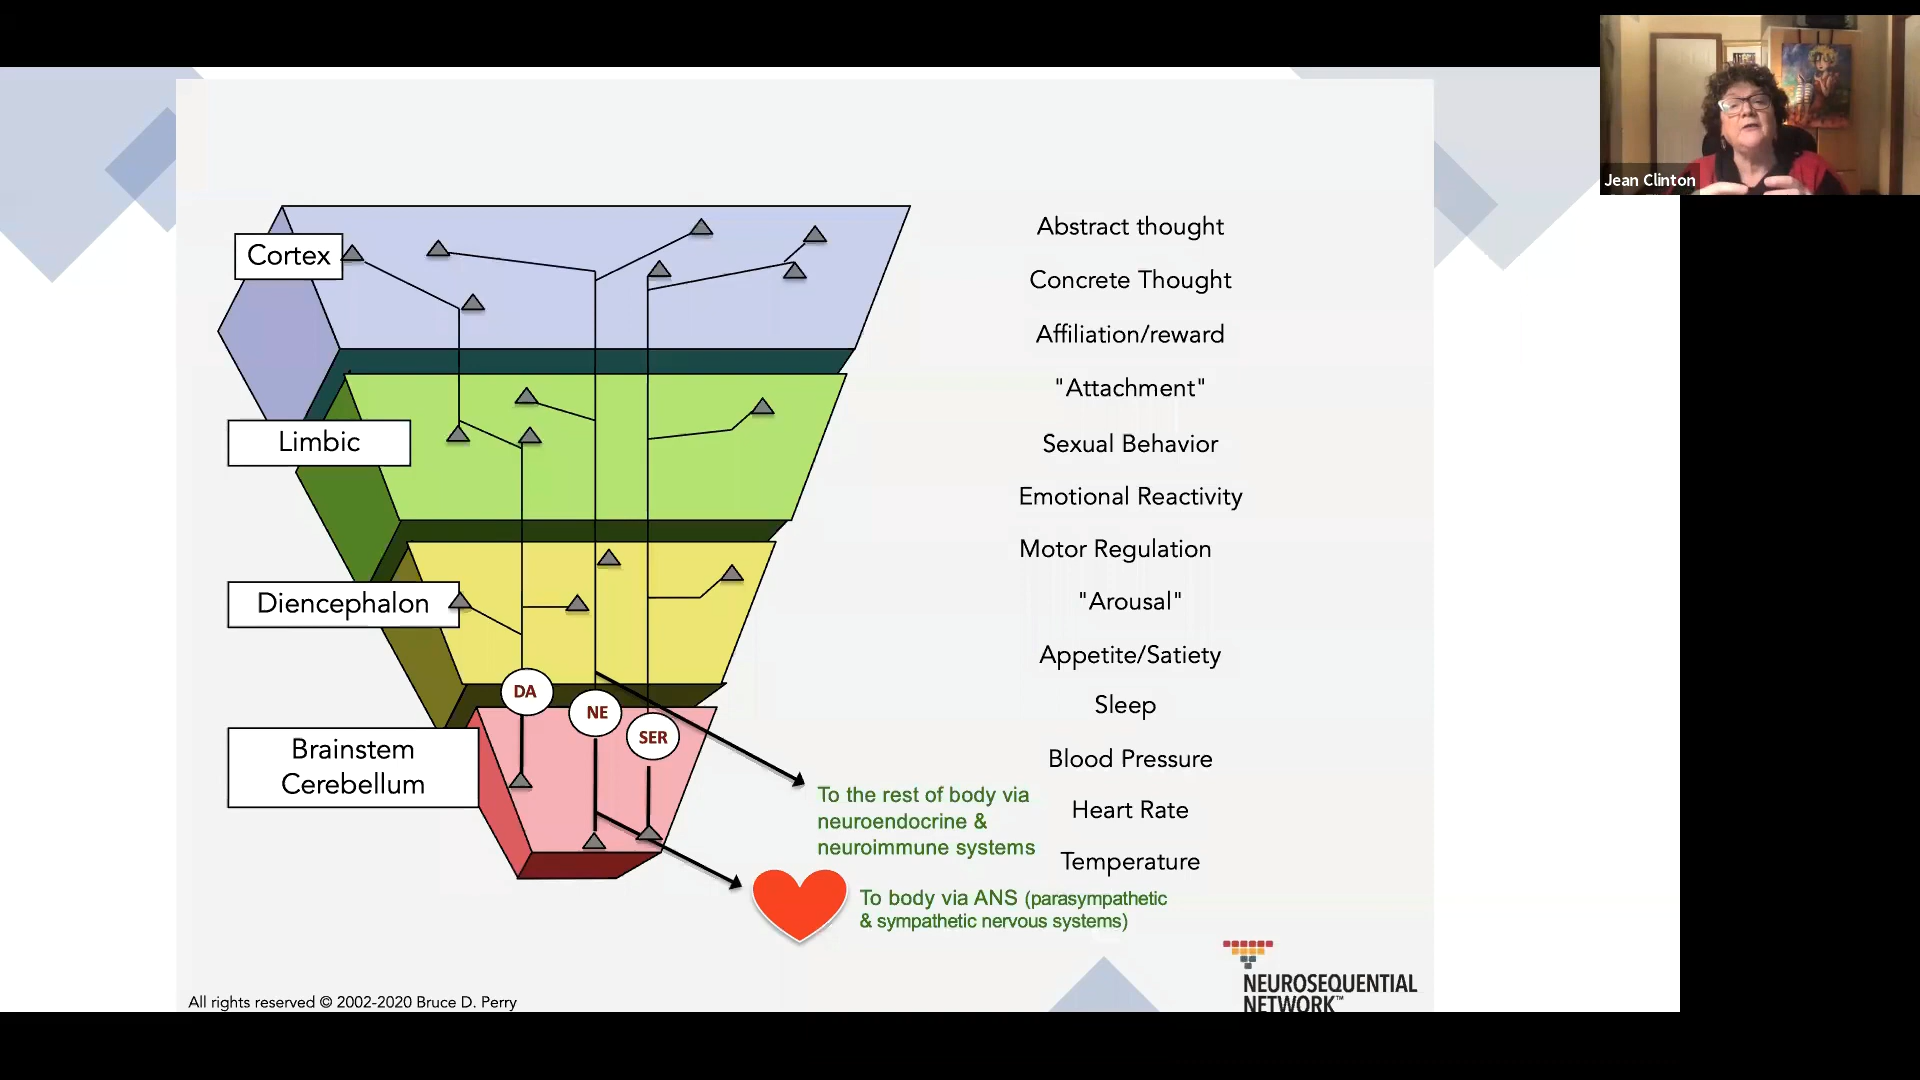 Jean Clinton
Cortex
Limbic
Diencephalon
Brainstem
Cerebellum
DA
NE
SER
To the rest of body via
neuroendocrine &
neuroimmune systems
To body via ANS (parasympathetic
& sympathetic nervous systems)
Abstract thought
Concrete Thought
Affiliation/reward
"Attachment"
Sexual Behavior
Emotional Reactivity
Motor Regulation
"Arousal"
Appetite/Satiety
Sleep
Blood Pressure
Heart Rate
Temperature
All rights reserved © 2002-2020 Bruce D. Perry
NEUROSEQUENTIAL
NETWORK™